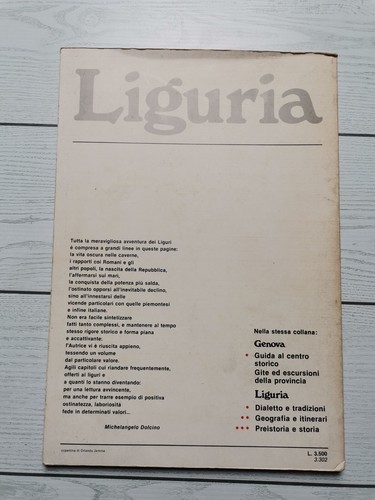 Liguria
Tutta la meravigliosa avventura dei Liguri
è compresa a grandi linee in queste pagine:
la vita oscura nelle caverne,
i rapporti coi Romani e gli
altri popoli, la nascita della Repubblica,
l'affermarsi sui mari,
la conquista della potenza più salda,
l'ostinato opporsi all'inevitabile declino,
sino all'innestarsi delle
vicende particolari con quelle piemontesi
e infine italiane.
Non era facile sintetizzare
fatti tanto complessi, e mantenere al tempo
stesso rigore storico e forma piana
e accattivante:
l'Autrice vi è riuscita appieno,
tessendo un volume
dal particolare valore.
Agili capitoli cui riandare frequentemente,
offerti ai liguri e
a quanti lo stanno diventando:
per una lettura avvincente,
ma anche per trarre esempio di positiva
ostinatezza, laboriosità
fede in determinati valori...
Michelangelo Dolcino
Nella stessa collana:
Genova
• Guida al centro
storico
Gite ed escursioni
della provincia
Liguria
• Dialetto e tradizioni
•• Geografia e itinerari
••• Preistoria e storia
L. 3.500
3.302